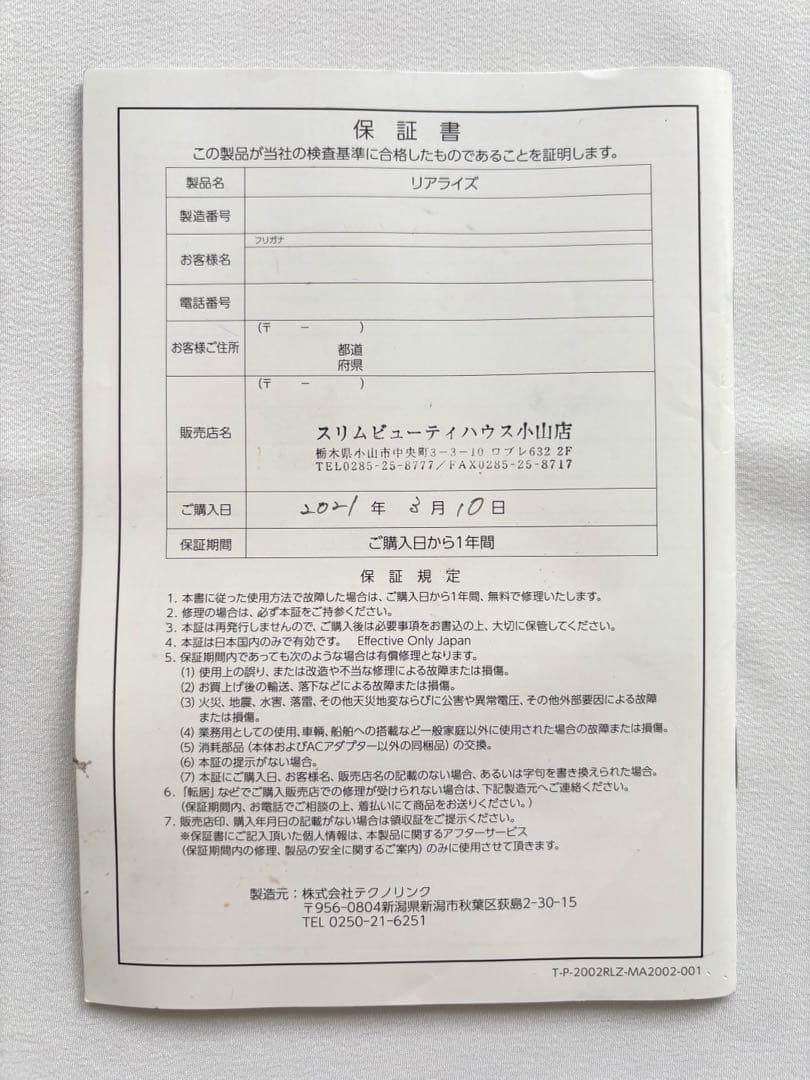 保証書
この製品が当社の検査基準に合格したものであることを証明します。
製品名 リアライズ
製造番号
フリガナ
お客様名
電話番号
お客様ご住所 (〒 － )
都道
府県
(〒 － )
販売店名
スリムビューティハウス小山店
栃木県小山市中央町3-3-10 ロブレ632 2F
TEL0285-25-8777/FAX0285-25-8717
ご購入日 2021 年 3 月 10 日
保証期間 ご購入日から1年間
保証規定
1. 本書に従った使用方法で故障した場合は、ご購入日から1年間、無料で修理いたします。
2. 修理の場合は、必ず本証をご持参ください。
3. 本証は再発行しませんので、ご購入後は必要事項をお書込の上、大切に保管してください。
4. 本証は日本国内のみで有効です。 Effective Only Japan
5. 保証期間内であっても次のような場合は有償修理となります。
(1) 使用上の誤り、または改造や不当な修理による故障または損傷。
(2) お買上げ後の輸送、落下などによる故障または損傷。
(3) 火災、地震、水害、落雷、その他天災地変ならびに公害や異常電圧、その他外部要因による故障
または損傷。
(4) 業務用としての使用、車輌、船舶への搭載など一般家庭以外に使用された場合の故障または損傷。
(5) 消耗部品 (本体およびACアダプター以外の同梱品) の交換。
(6) 本証の提示がない場合。
(7) 本証にご購入日、お客様名、販売店名の記載のない場合、あるいは字句を書き換えられた場合。
6. 「転居」などでご購入販売店での修理が受けられない場合は、下記製造元へご連絡ください。
(保証期間内、お電話でご相談の上、着払いにて商品をお送りください。)
7. 販売店印、購入年月日の記載がない場合は領収証をご提示ください。
※保証書にご記入頂いた個人情報は、本製品に関するアフターサービス
(保証期間内の修理、製品の安全に関するご案内) のみに使用させて頂きます。
製造元：株式会社テクノリンク
〒956-0804新潟県新潟市秋葉区荻島2-30-15
TEL 0250-21-6251
T-P-2002RLZ-MA2002-001